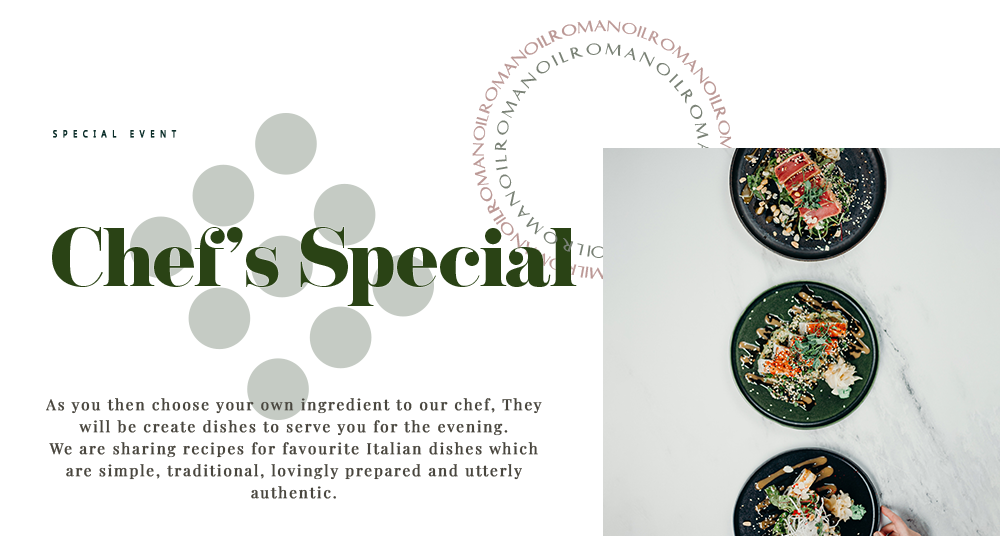 SPECIAL EVENT
Chef's Special
As you then choose your own ingredient to our chef, They
will be create dishes to serve you for the evening.
We are sharing recipes for favourite Italian dishes which
are simple, traditional, lovingly prepared and utterly
authentic.
ROMANOILROMANOILROMANOILROMANOIL
ROMANOILROMANOILROMANOIL